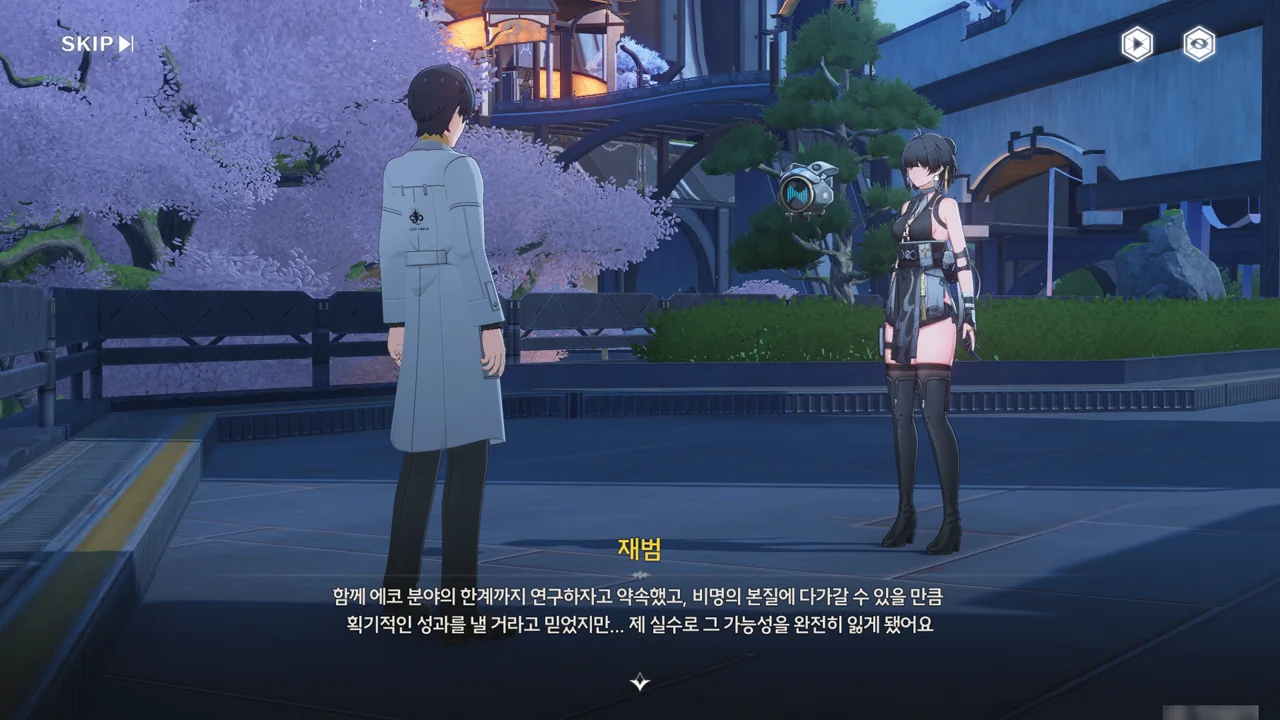 SKIP
재범
함께 에코 분야의 한계까지 연구하자고 약속했고, 비명의 본질에 다가갈 수 있을 만큼
획기적인 성과를 낼 거라고 믿었지만... 제 실수로 그 가능성을 완전히 잃게 됐어요